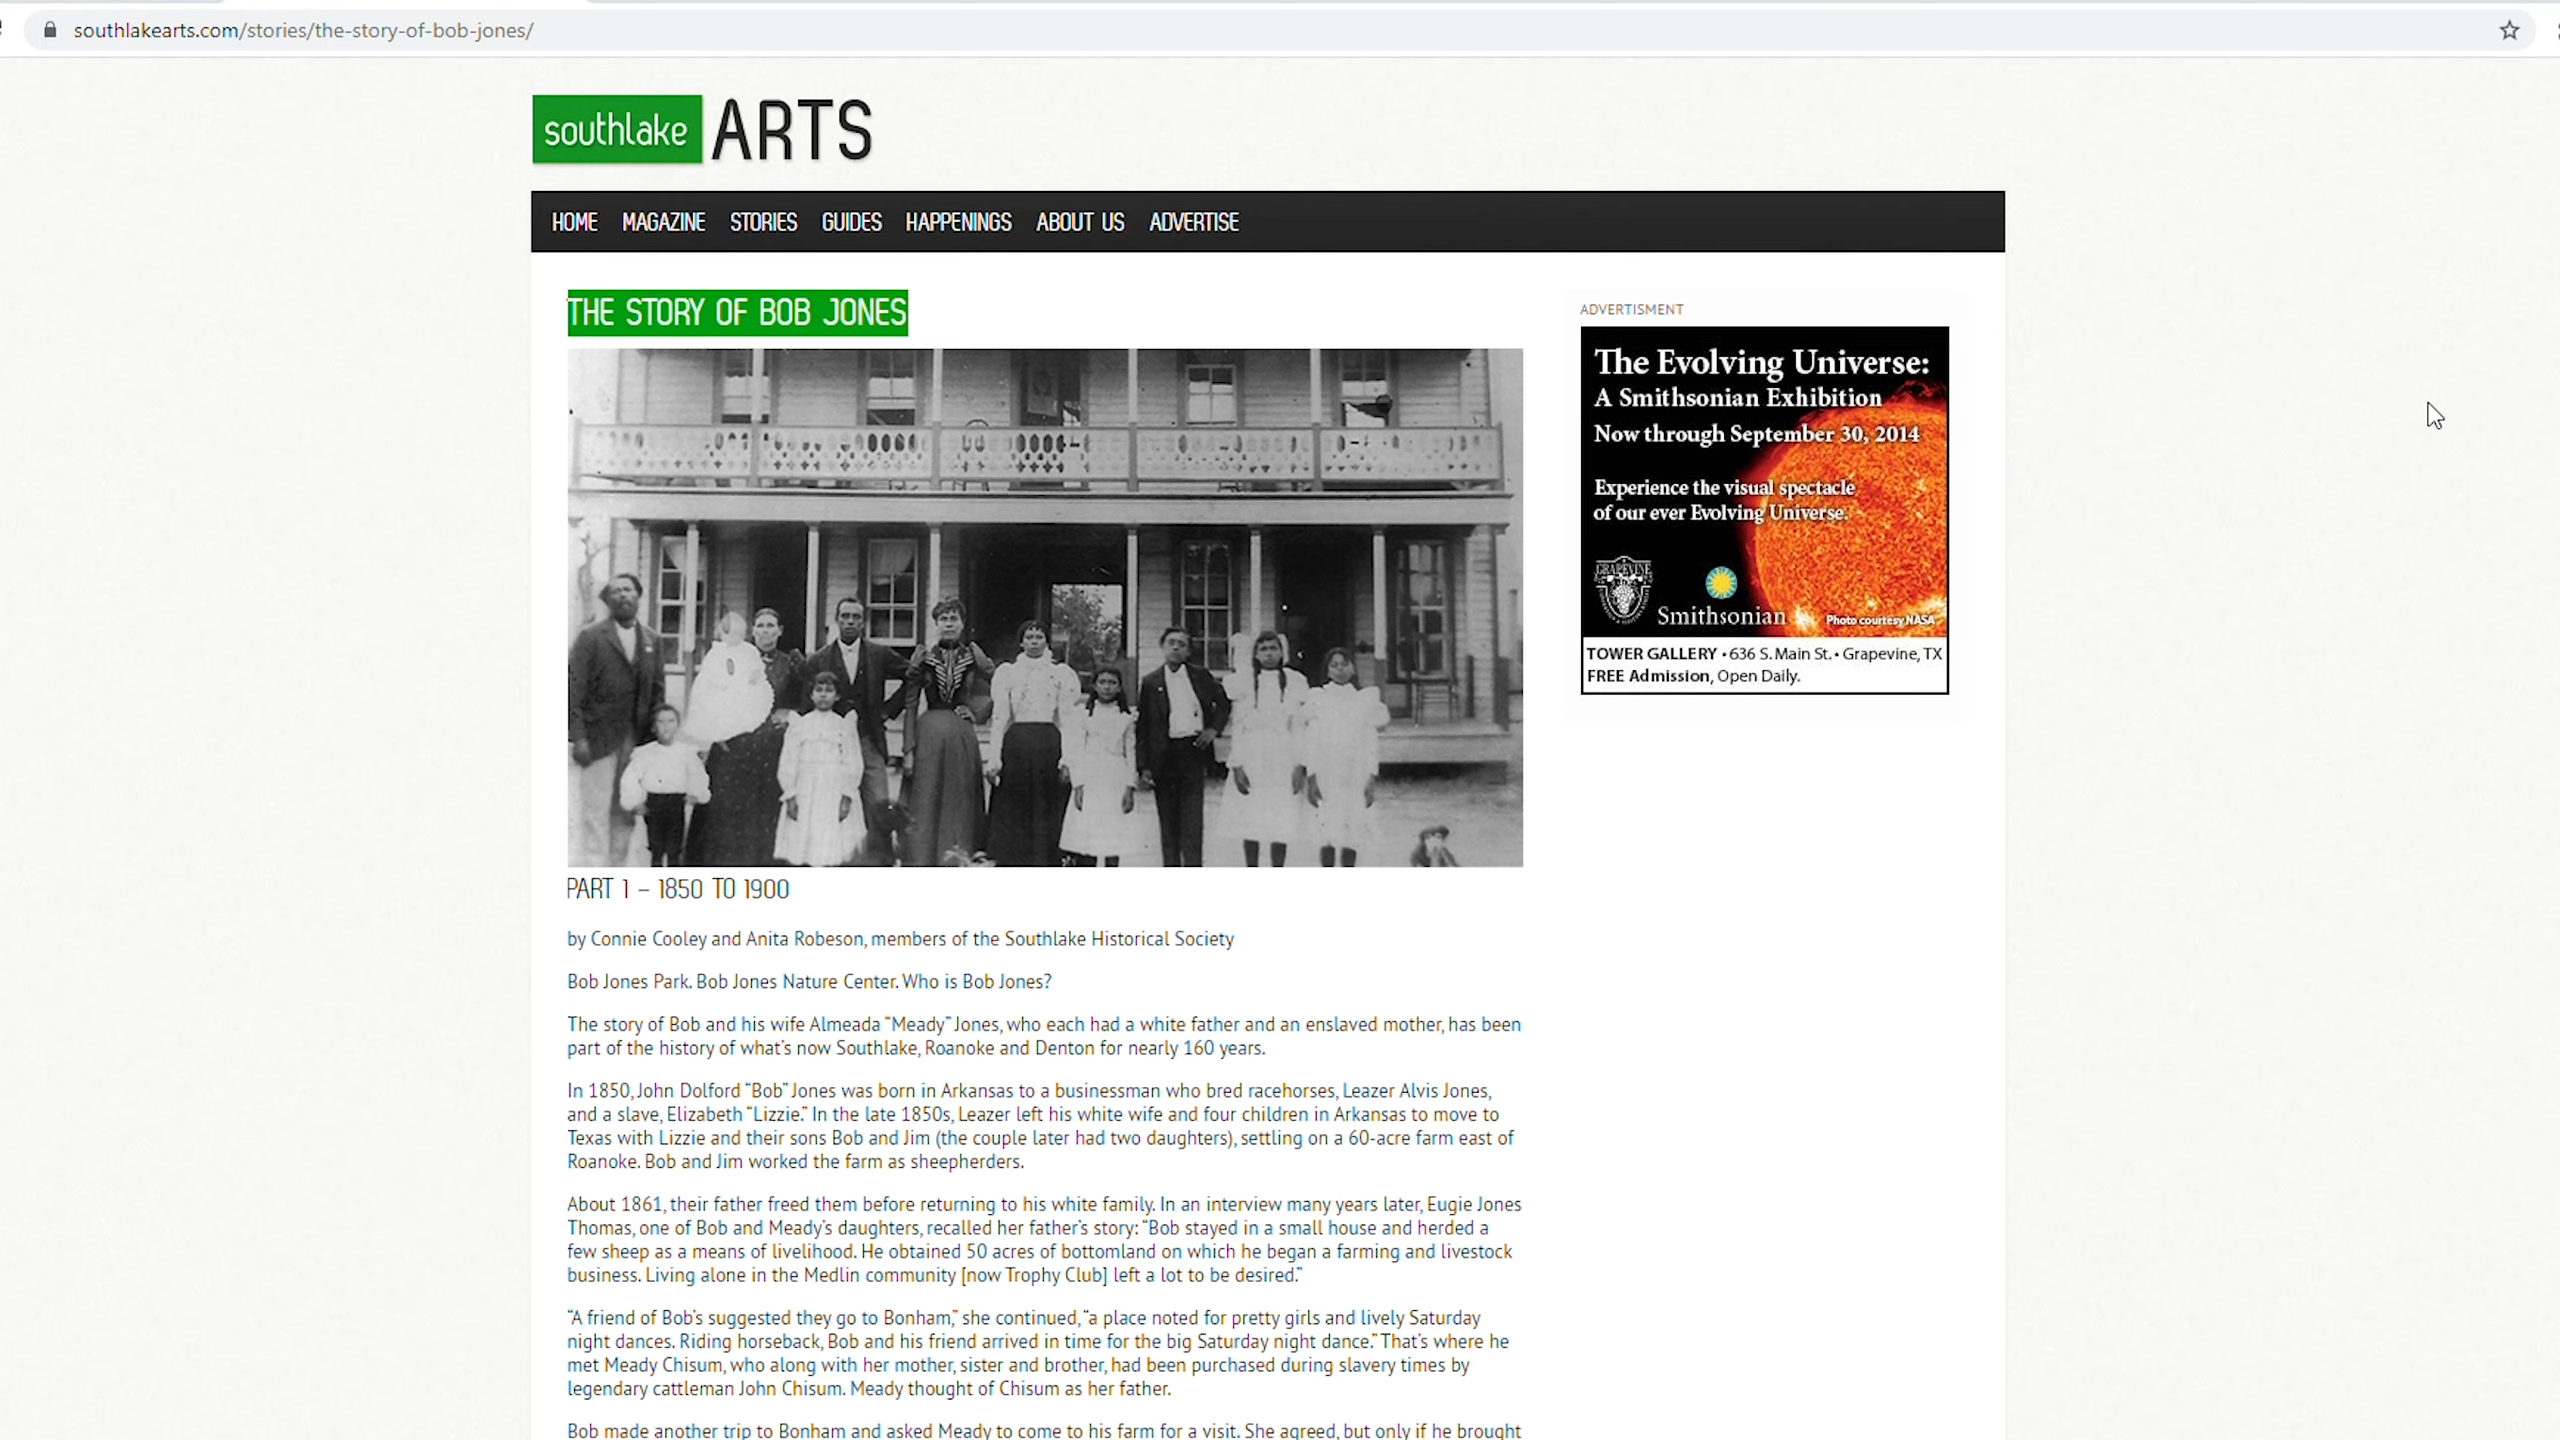 southlakearts.com/stories/the-story-of-bob-jones/
southlake ARTS
HOME MAGAZINE STORIES GUIDES HAPPENINGS ABOUT US ADVERTISE
THE STORY OF BOB JONES
PART 1 – 1850 TO 1900
by Connie Cooley and Anita Robeson, members of the Southlake Historical Society
Bob Jones Park. Bob Jones Nature Center. Who is Bob Jones?
The story of Bob and his wife Almeada “Meady” Jones, who each had a white father and an enslaved mother, has been
part of the history of what’s now Southlake, Roanoke and Denton for nearly 160 years.
In 1850, John Dolford “Bob” Jones was born in Arkansas to a businessman who bred racehorses, Leazer Alvis Jones,
and a slave, Elizabeth “Lizzie.” In the late 1850s, Leazer left his white wife and four children in Arkansas to move to
Texas with Lizzie and their sons Bob and Jim (the couple later had two daughters), settling on a 60-acre farm east of
Roanoke. Bob and Jim worked the farm as sheepherders.
About 1861, their father freed them before returning to his white family. In an interview many years later, Eugie Jones
Thomas, one of Bob and Meady’s daughters, recalled her father’s story: “Bob stayed in a small house and herded a
few sheep as a means of livelihood. He obtained 50 acres of bottomland on which he began a farming and livestock
business. Living alone in the Medlin community [now Trophy Club] left a lot to be desired.”
“A friend of Bob’s suggested they go to Bonham,” she continued, “a place noted for pretty girls and lively Saturday
night dances. Riding horseback, Bob and his friend arrived in time for the big Saturday night dance.” That’s where he
met Meady Chisum, who along with her mother, sister and brother, had been purchased during slavery times by
legendary cattleman John Chisum. Meady thought of Chisum as her father.
Bob made another trip to Bonham and asked Meady to come to his farm for a visit. She agreed, but only if he brought
ADVERTISMENT
The Evolving Universe:
A Smithsonian Exhibition
Now through September 30, 2014
Experience the visual spectacle
of our ever Evolving Universe.
GRAPEVINE
Smithsonian
Photo courtesy NASA
TOWER GALLERY • 636 S. Main St. • Grapevine, TX
FREE Admission, Open Daily.